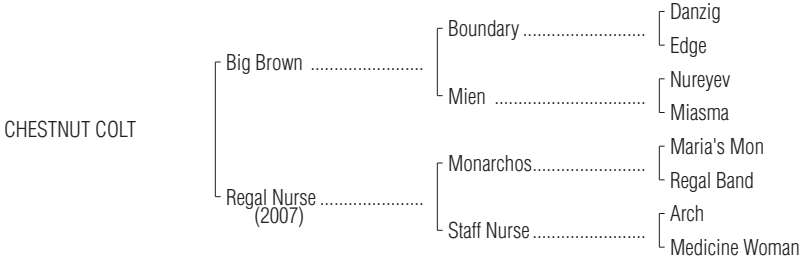 Danzig
Boundary ........................
Edge
Big Brown ......................
Nureyev
Mien ..............................
Miasma
CHESTNUT COLT
Maria's Mon
Monarchos.......................
Regal Band
Regal Nurse ....................
(2007)
Arch
Staff Nurse ......................
Medicine Woman